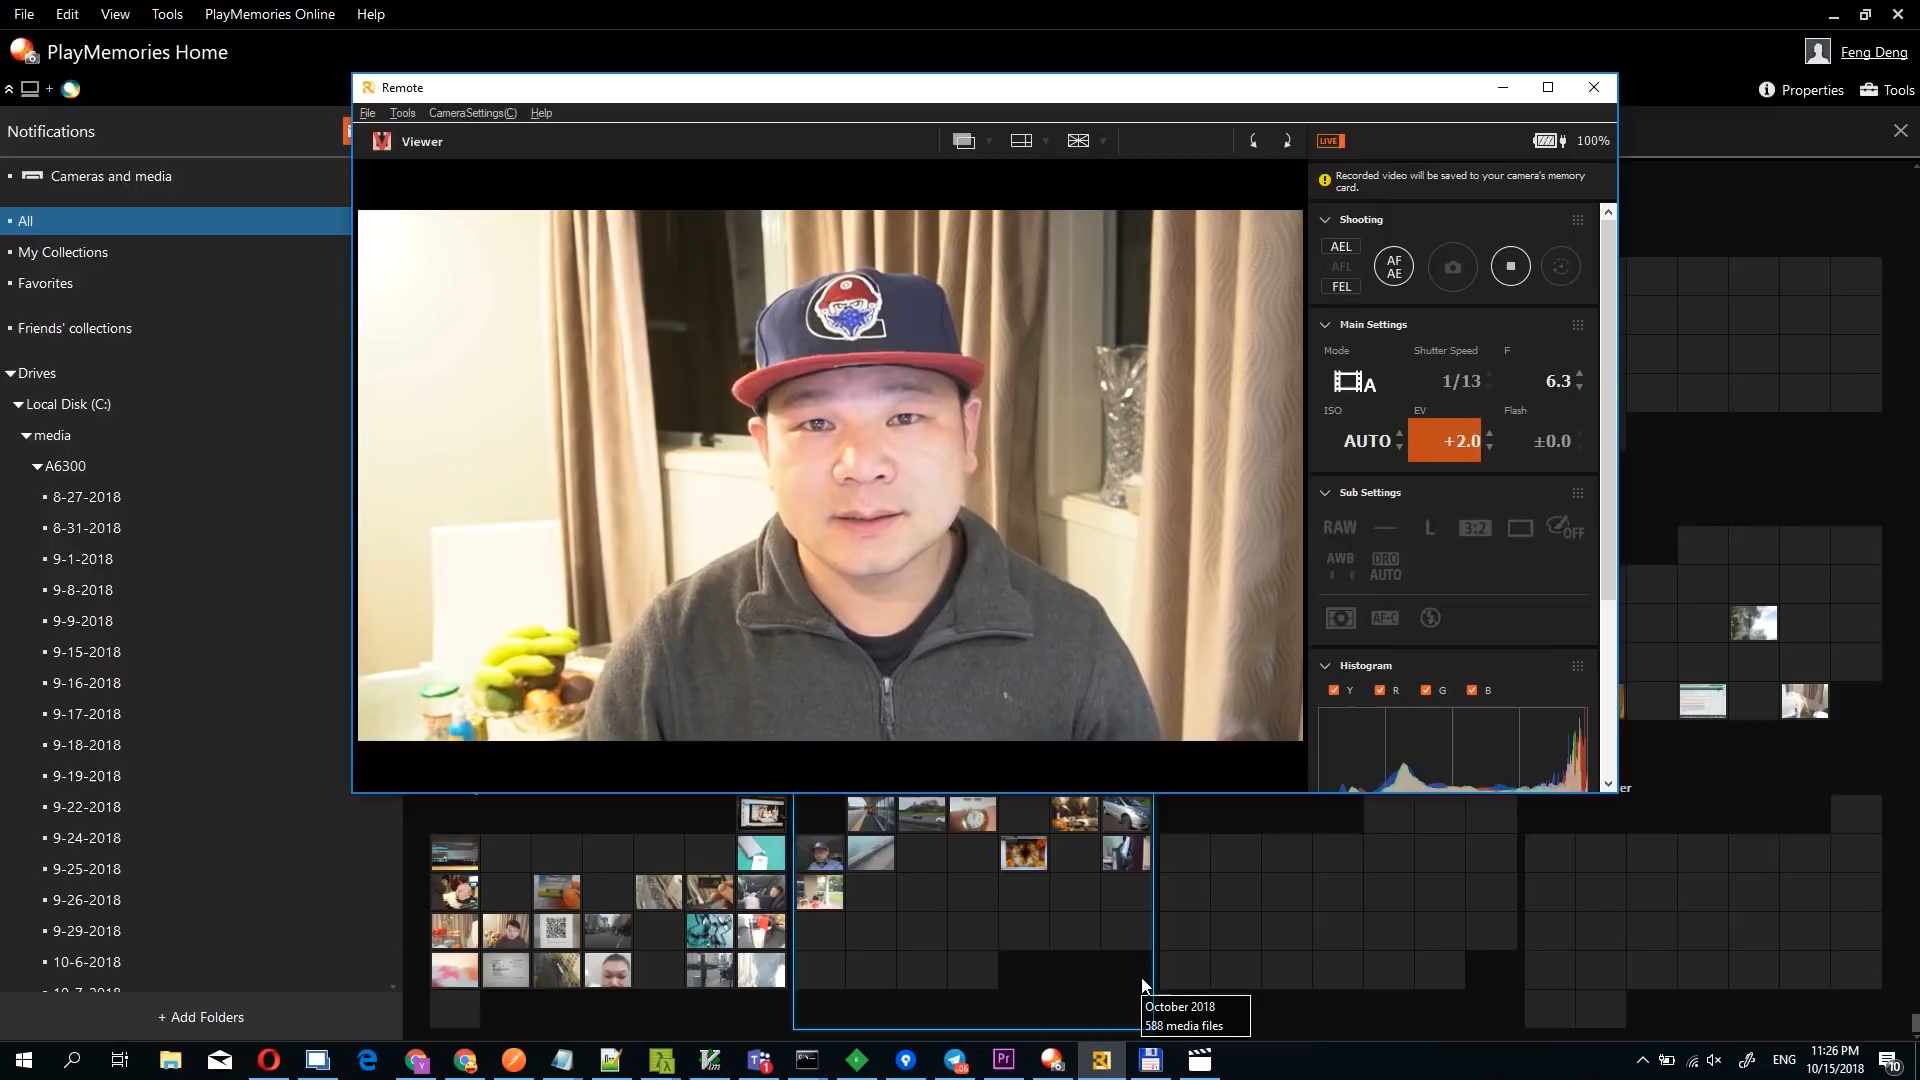 File Edit View Tools PlayMemories Online Help
PlayMemories Home
Feng Deng
Properties Tools
Notifications
Cameras and media
All
My Collections
Favorites
Friends' collections
Drives
Local Disk (C:)
media
A6300
8-27-2018
8-31-2018
9-1-2018
9-8-2018
9-9-2018
9-15-2018
9-16-2018
9-17-2018
9-18-2018
9-19-2018
9-22-2018
9-24-2018
9-25-2018
9-26-2018
9-29-2018
10-6-2018
+ Add Folders
Remote
File Tools CameraSettings(C) Help
Viewer
LIVE
100%
Recorded video will be saved to your camera's memory
card.
Shooting
AEL
AFL
FEL
AF
AE
Main Settings
Mode Shutter Speed F
A 1/13 6.3
ISO EV Flash
AUTO +2.0 ±0.0
Sub Settings
RAW L 3:2 OFF
AWB DRO
0 0 AUTO
AF-C
Histogram
Y R G B
er
October 2018
588 media files
ENG
11:26 PM
10/15/2018
10